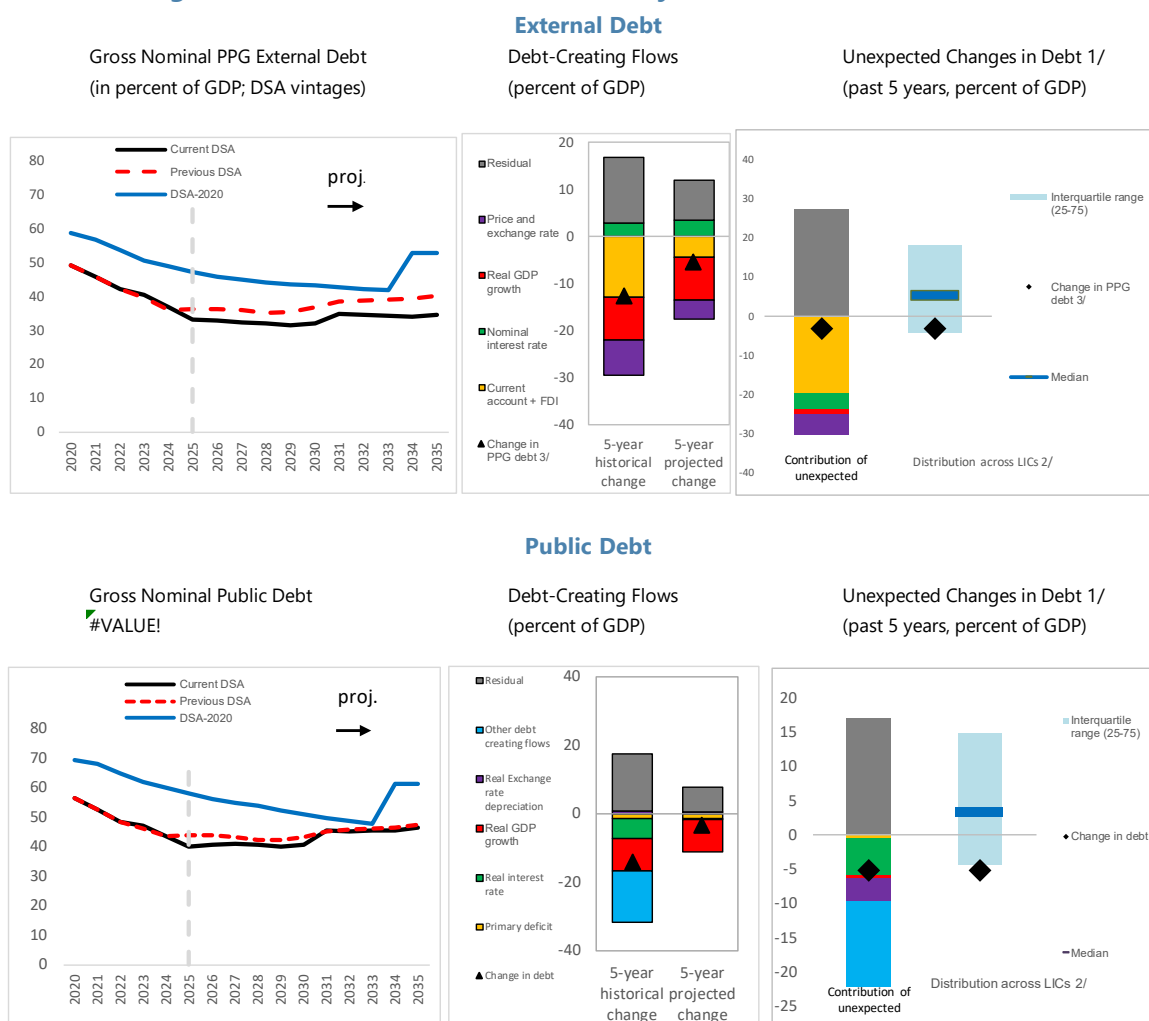 External Debt
Gross Nominal PPG External Debt
(in percent of GDP; DSA vintages)
Debt-Creating Flows
(percent of GDP)
Unexpected Changes in Debt 1/
(past 5 years, percent of GDP)
Current DSA
Previous DSA
DSA-2020
proj.
80
70
60
50
40
30
20
10
0
2020
2021
2022
2023
2024
2025
2026
2027
2028
2029
2030
2031
2032
2033
2034
2035
Residual
Price and
exchange rate
Real GDP
growth
Nominal
interest rate
Current
account + FDI
Change in
PPG debt 3/
20
10
0
-10
-20
-30
-40
5-year
historical
change
5-year
projected
change
40
30
20
10
0
-10
-20
-30
-40
Contribution of
unexpected
Distribution across LICs 2/
Interquartile range
(25-75)
Change in PPG
debt 3/
Median
Public Debt
Gross Nominal Public Debt
#VALUE!
Debt-Creating Flows
(percent of GDP)
Unexpected Changes in Debt 1/
(past 5 years, percent of GDP)
Current DSA
Previous DSA
DSA-2020
proj.
80
70
60
50
40
30
20
10
0
2020
2021
2022
2023
2024
2025
2026
2027
2028
2029
2030
2031
2032
2033
2034
2035
Residual
Other debt
creating flows
Real Exchange
rate
depreciation
Real GDP
growth
Real interest
rate
Primary deficit
Change in debt
40
20
0
-20
-40
5-year
historical
change
5-year
projected
change
20
15
10
5
0
-5
-10
-15
-20
-25
Contribution of
unexpected
Distribution across LICs 2/
Interquartile
range (25-75)
Change in debt
Median